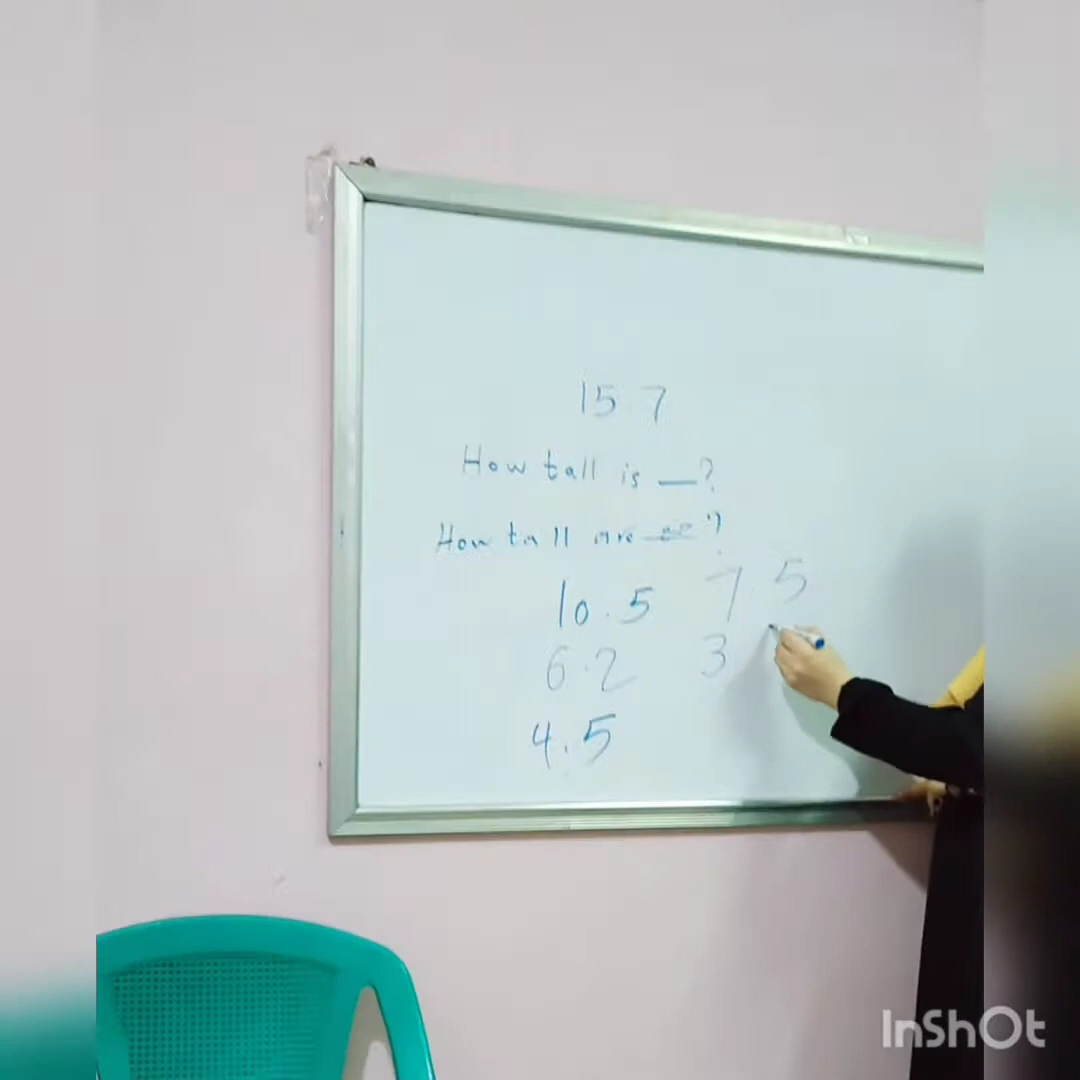 15 7
How tall is __?
How tall are __?
10.5 7 5
6.2 3
4.5
InShOt